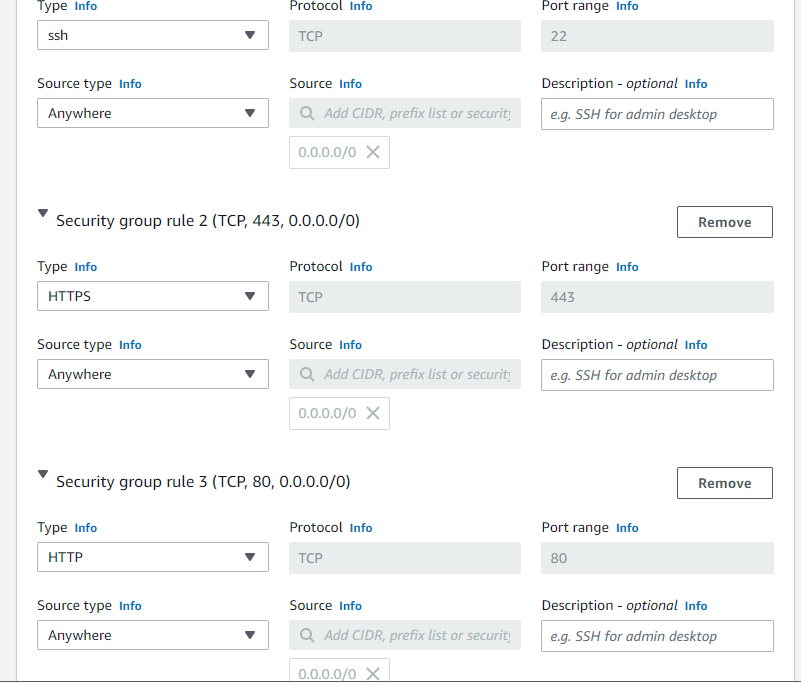 Type Info Protocol Info Port range Info
ssh TCP 22
Source type Info Source Info Description - optional Info
Anywhere Add CIDR, prefix list or security e.g. SSH for admin desktop
0.0.0.0/0
Security group rule 2 (TCP, 443, 0.0.0.0/0) Remove
Type Info Protocol Info Port range Info
HTTPS TCP 443
Source type Info Source Info Description - optional Info
Anywhere Add CIDR, prefix list or security e.g. SSH for admin desktop
0.0.0.0/0
Security group rule 3 (TCP, 80, 0.0.0.0/0) Remove
Type Info Protocol Info Port range Info
HTTP TCP 80
Source type Info Source Info Description - optional Info
Anywhere Add CIDR, prefix list or security e.g. SSH for admin desktop
0.0.0.0/0